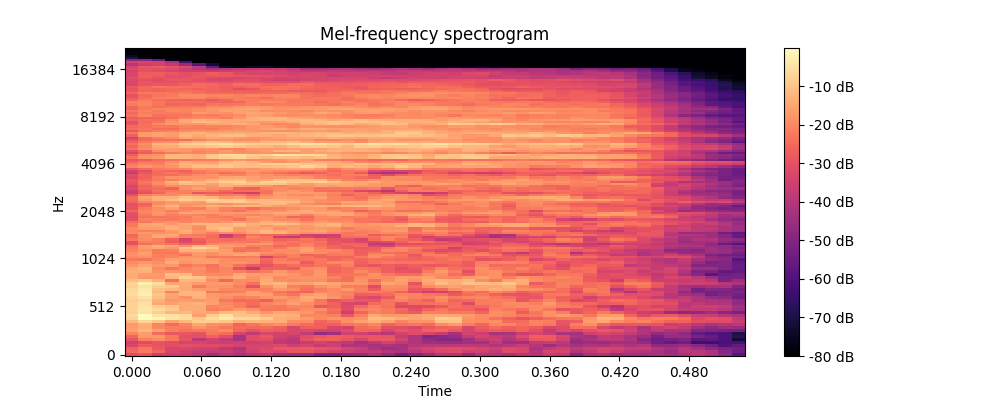 Mel-frequency spectrogram
Hz
16384
8192
4096
2048
1024
512
0
0.000 0.060 0.120 0.180 0.240 0.300 0.360 0.420 0.480
Time
-10 dB
-20 dB
-30 dB
-40 dB
-50 dB
-60 dB
-70 dB
-80 dB